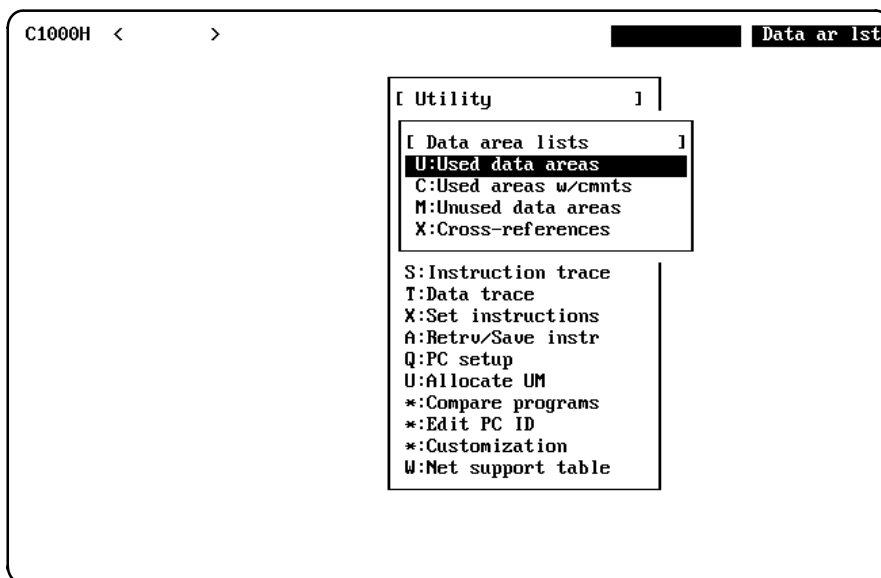 C1000H < > Data ar lst
[ Utility ]
[ Data area lists ]
U:Used data areas
C:Used areas w/cmnts
M:Unused data areas
X:Cross-references
S:Instruction trace
T:Data trace
X:Set instructions
A:Retrv/Save instr
Q:PC setup
U:Allocate UM
*:Compare programs
*:Edit PC ID
*:Customization
W:Net support table